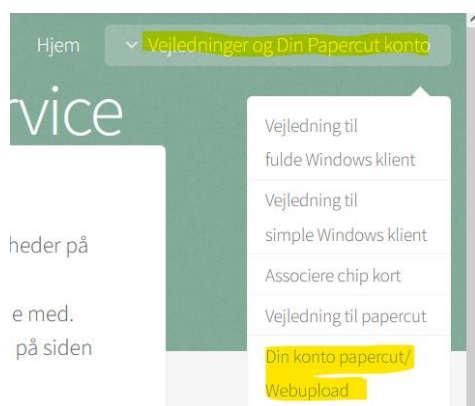 Hjem
Vejledninger og Din Papercut konto
rvice
Vejledning til
fulde Windows klient
Vejledning til
simple Windows klient
heder på
Associere chip kort
e med.
Vejledning til papercut
på siden
Din konto papercut/
Webupload